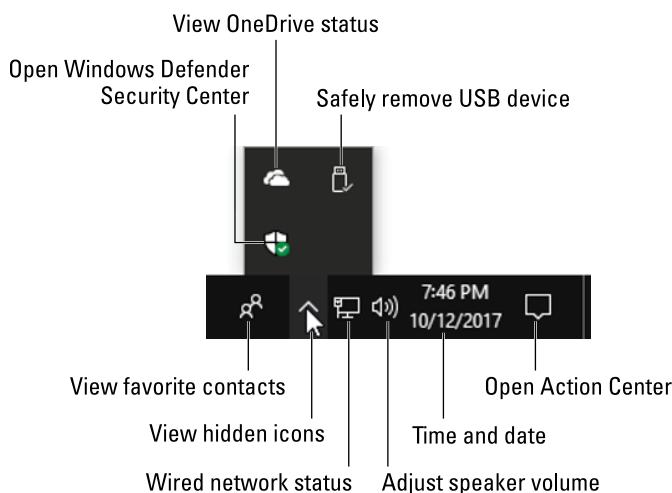 View OneDrive status
Open Windows Defender
Security Center
Safely remove USB device
7:46 PM
10/12/2017
View favorite contacts
Open Action Center
View hidden icons
Time and date
Wired network status
Adjust speaker volume